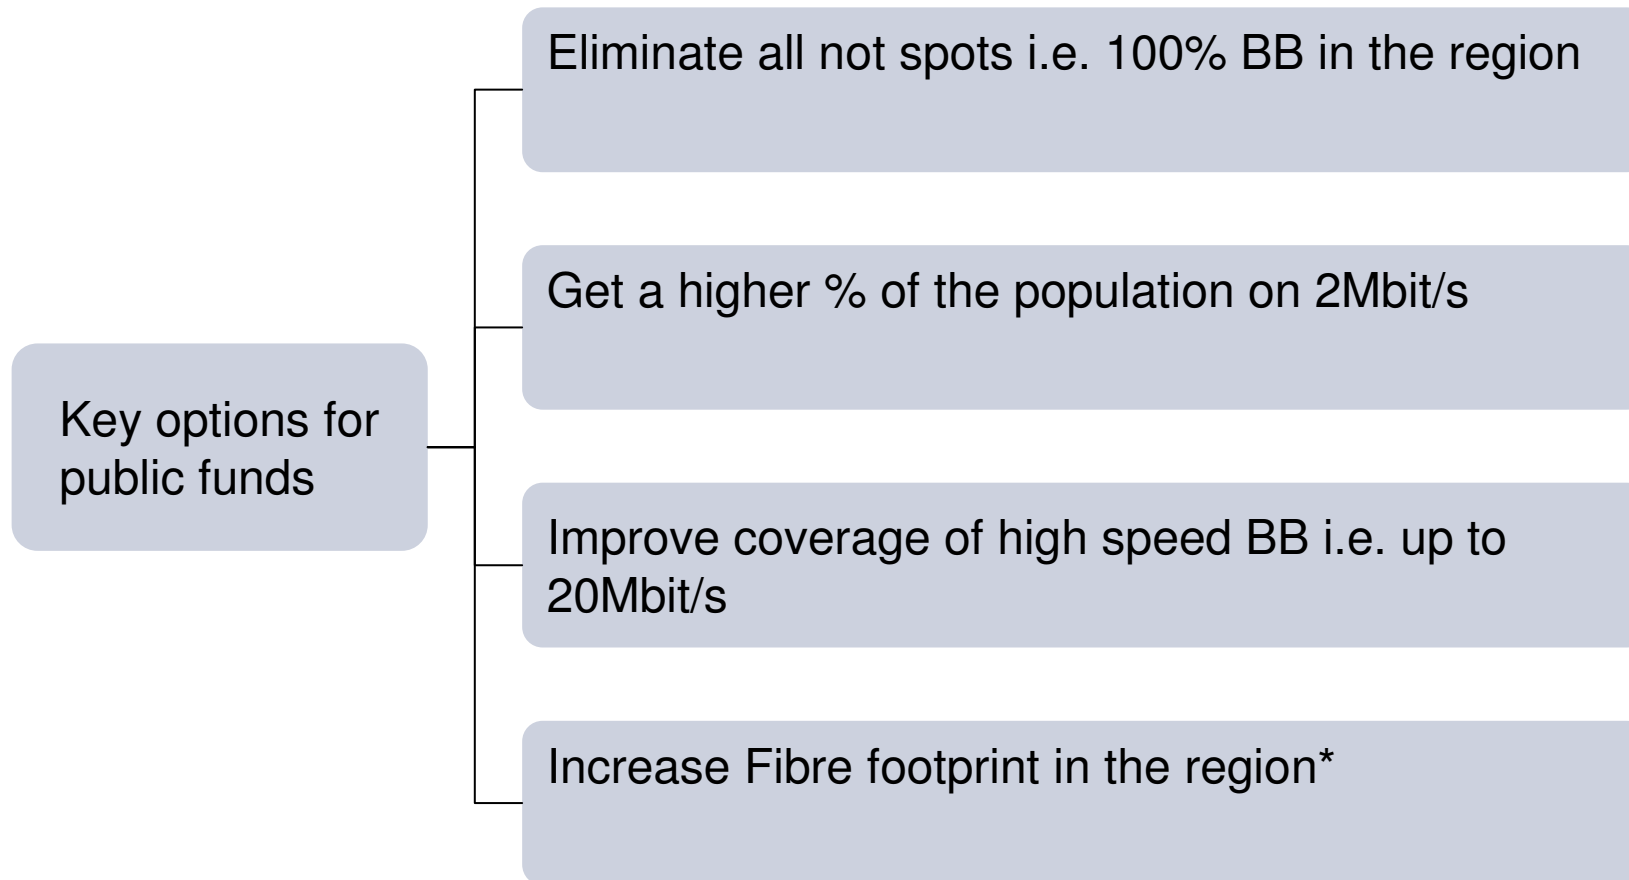 Eliminate all not spots i.e. 100% BB in the region
Get a higher % of the population on 2Mbit/s
Key options for
public funds
Improve coverage of high speed BB i.e. up to
20Mbit/s
Increase Fibre footprint in the region*